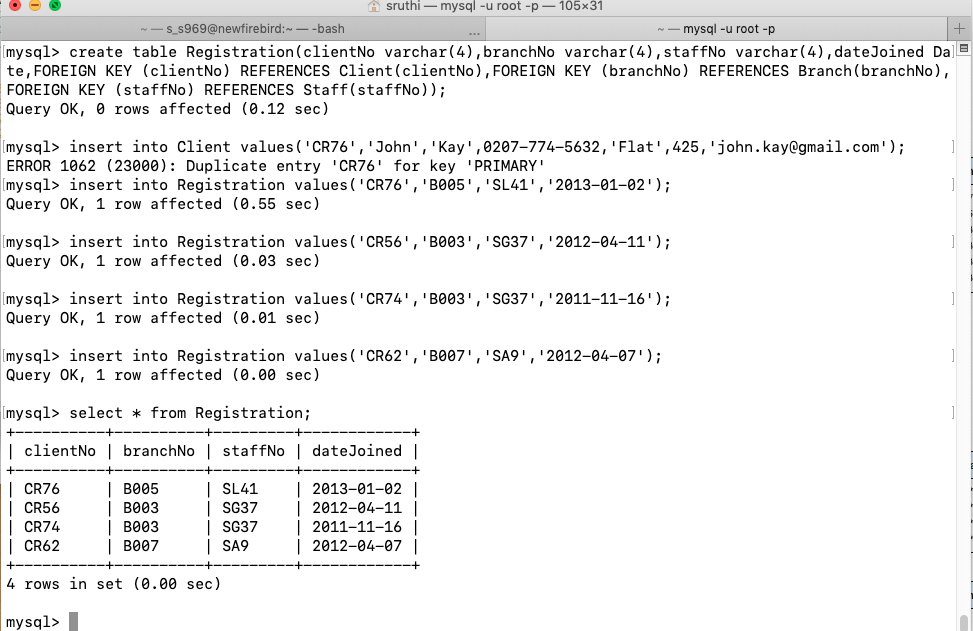 sruthi — mysql -u root -p — 105×31
~ — s_s969@newfirebird:~ — -bash ...
~ — mysql -u root -p +
[mysql> create table Registration(clientNo varchar(4),branchNo varchar(4),staffNo varchar(4),dateJoined Da]
te,FOREIGN KEY (clientNo) REFERENCES Client(clientNo),FOREIGN KEY (branchNo) REFERENCES Branch(branchNo),
FOREIGN KEY (staffNo) REFERENCES Staff(staffNo));
Query OK, 0 rows affected (0.12 sec)
[mysql> insert into Client values('CR76','John','Kay',0207-774-5632,'Flat',425,'john.kay@gmail.com'); ]
ERROR 1062 (23000): Duplicate entry 'CR76' for key 'PRIMARY'
[mysql> insert into Registration values('CR76','B005','SL41','2013-01-02'); ]
Query OK, 1 row affected (0.55 sec)
[mysql> insert into Registration values('CR56','B003','SG37','2012-04-11'); ]
Query OK, 1 row affected (0.03 sec)
[mysql> insert into Registration values('CR74','B003','SG37','2011-11-16'); ]
Query OK, 1 row affected (0.01 sec)
[mysql> insert into Registration values('CR62','B007','SA9','2012-04-07'); ]
Query OK, 1 row affected (0.00 sec)
[mysql> select * from Registration; ]
+----------+----------+---------+------------+
| clientNo | branchNo | staffNo | dateJoined |
+----------+----------+---------+------------+
| CR76     | B005     | SL41    | 2013-01-02 |
| CR56     | B003     | SG37    | 2012-04-11 |
| CR74     | B003     | SG37    | 2011-11-16 |
| CR62     | B007     | SA9     | 2012-04-07 |
+----------+----------+---------+------------+
4 rows in set (0.00 sec)
mysql>